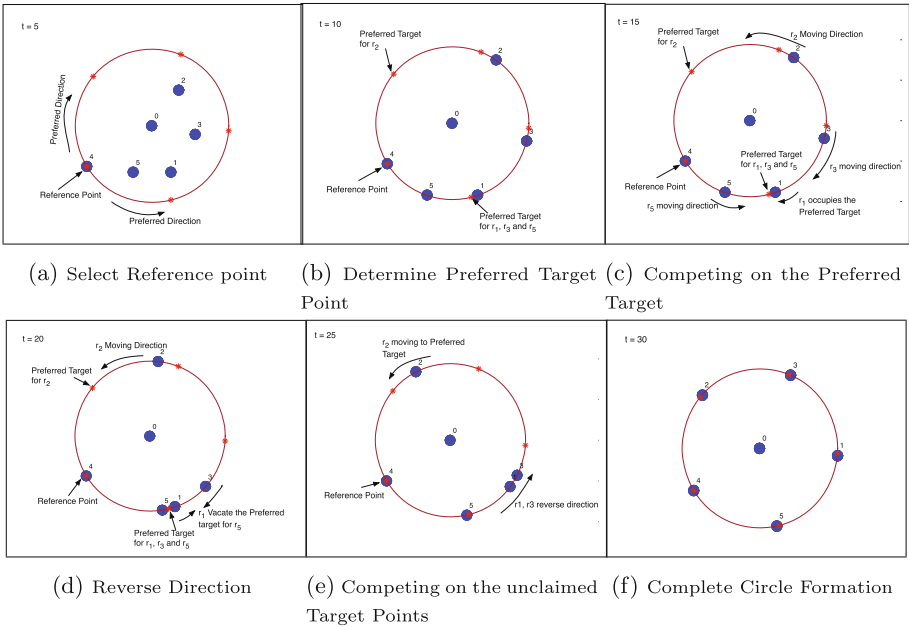 t = 5
2
0
3
Preferred Direction
4
5
1
Reference Point
Preferred Direction
t = 10
Preferred Target
for r2
2
0
3
4
Reference Point
5
1
Preferred Target
for r1, r3 and r5
t = 15
Preferred Target
for r2
r2 Moving Direction
2
0
3
4
Preferred Target
for r1, r3 and r5
r3 moving direction
Reference Point
5
1
r5 moving direction
r1 occupies the
Preferred Target
(a) Select Reference point
(b) Determine Preferred Target
Point
(c) Competing on the Preferred
Target
t = 20
r2 Moving Direction
2
Preferred Target
for r2
0
4
3
Reference Point
5
1
r1 Vacate the Preferred
target for r5
Preferred Target
for r1, r3 and r5
t = 25
r2 moving to Preferred
Target
2
0
4
3
Reference Point
5
r1, r3 reverse direction
t = 30
3
2
0
1
4
5
(d) Reverse Direction
(e) Competing on the unclaimed
Target Points
(f) Complete Circle Formation